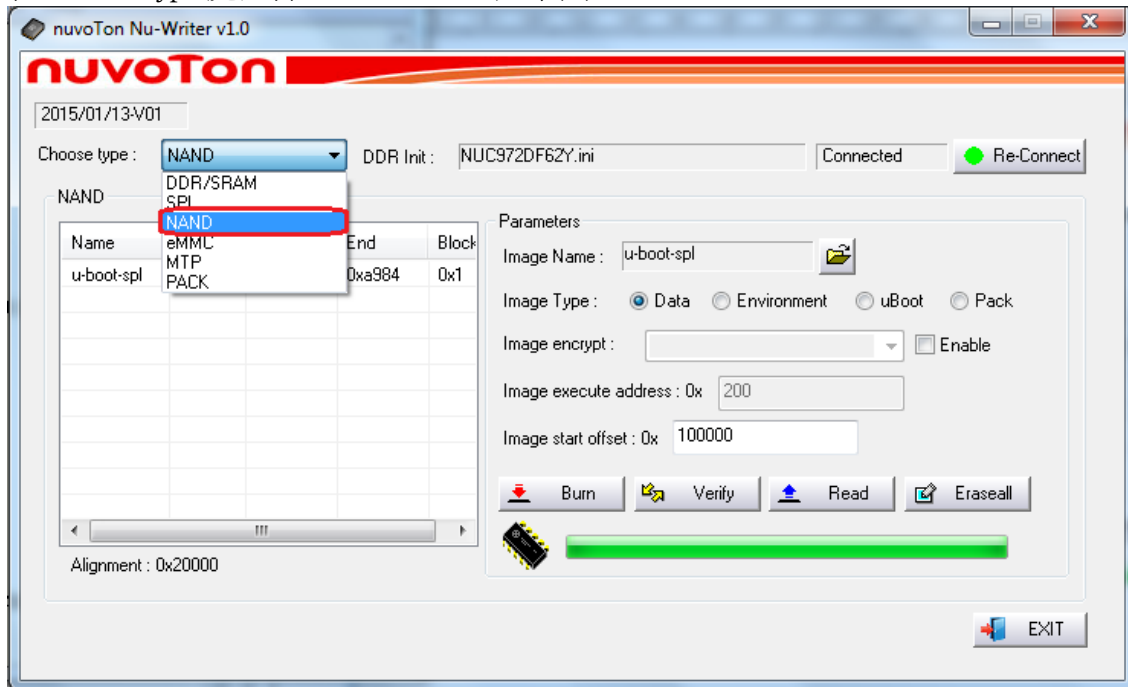 nuvoTon Nu-Writer v1.0
nuvoTon
2015/01/13-V01
Choose type : NAND DDR Init : NUC972DF62Y.ini Connected Re-Connect
DDR/SRAM
SPI
NAND
eMMC
MTP
PACK
NAND
Name End Block
u-boot-spl 0xa984 0x1
Alignment : 0x20000
Parameters
Image Name : u-boot-spl
Image Type : Data Environment uBoot Pack
Image encrypt : Enable
Image execute address : 0x 200
Image start offset : 0x 100000
Burn Verify Read Eraseall
EXIT